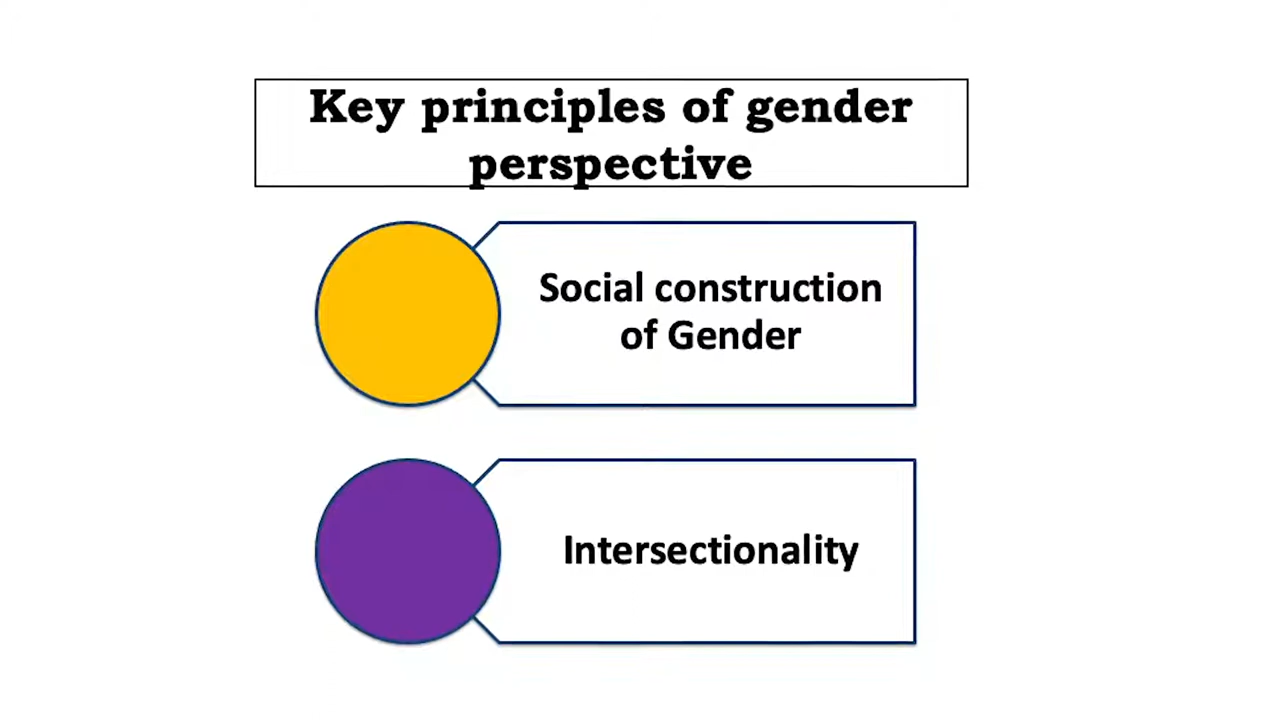 Key principles of gender
perspective
Social construction
of Gender
Intersectionality